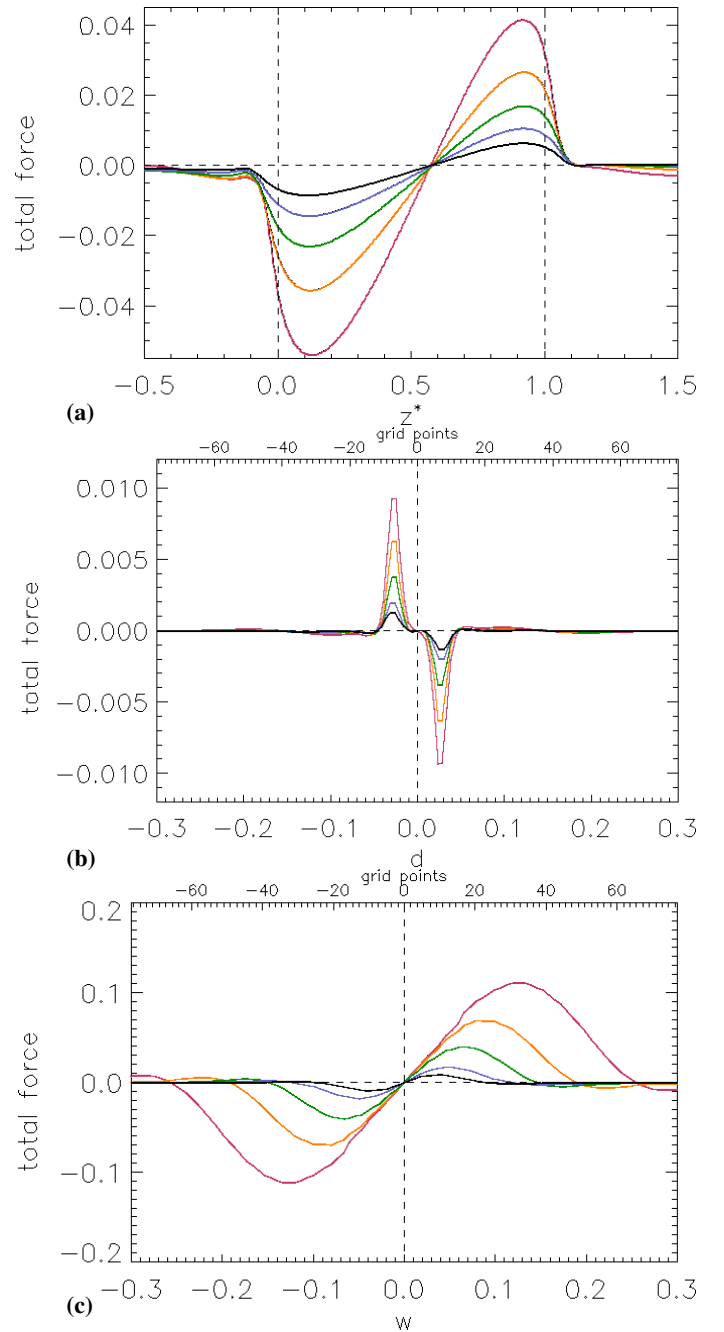 0.04
0.02
0.00
−0.02
−0.04
total force
−0.5 0.0 0.5 1.0 1.5
(a)
z*
grid points
−60 −40 −20 0 20 40 60
0.010
0.005
0.000
−0.005
−0.010
total force
−0.3 −0.2 −0.1 0.0 0.1 0.2 0.3
(b)
d
grid points
−60 −40 −20 0 20 40 60
0.2
0.1
0.0
−0.1
−0.2
total force
−0.3 −0.2 −0.1 0.0 0.1 0.2 0.3
(c)
w